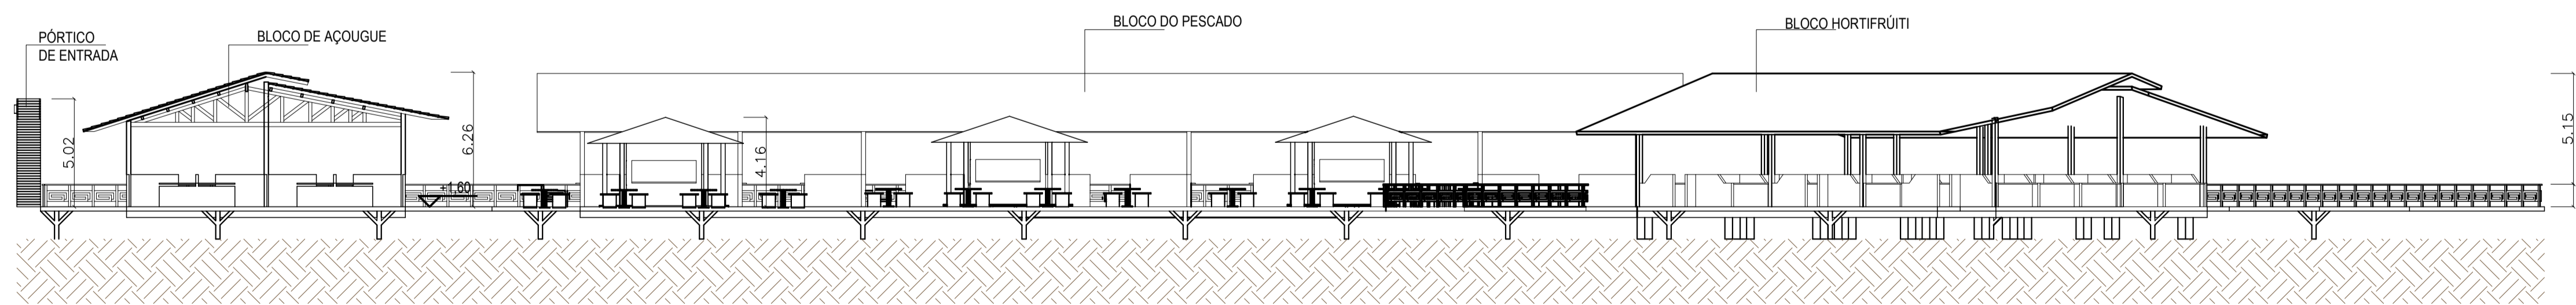 PÓRTICO
DE ENTRADA
BLOCO DE AÇOUGUE
BLOCO DO PESCADO
BLOCO HORTIFRÚITI
5.02
6.26
+1,60
4.16
5.15